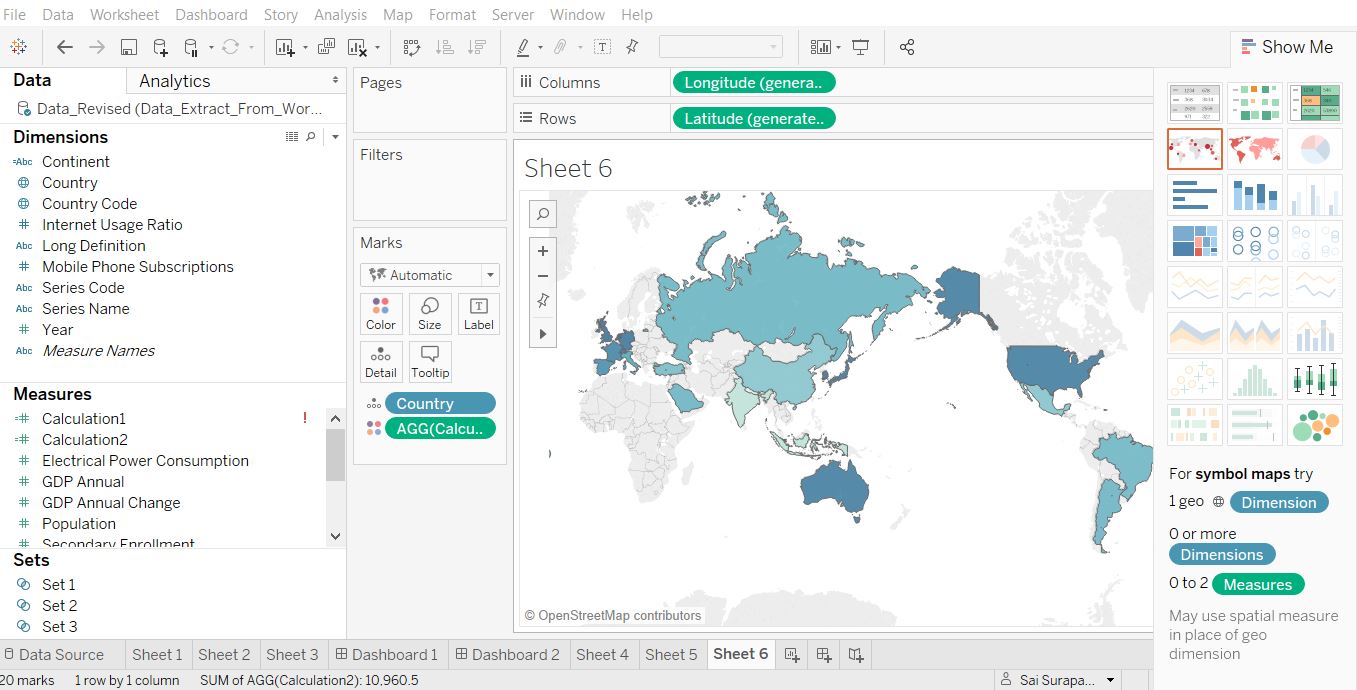 File Data Worksheet Dashboard Story Analysis Map Format Server Window Help
Show Me
Data Analytics
Data_Revised (Data_Extract_From_Wor...
Dimensions
Abc Continent
Country
Country Code
# Internet Usage Ratio
Abc Long Definition
# Mobile Phone Subscriptions
Abc Series Code
Abc Series Name
# Year
Abc Measure Names
Measures
Calculation1 !
Calculation2
Electrical Power Consumption
GDP Annual
GDP Annual Change
Population
Secondary Enrollment
Sets
Set 1
Set 2
Set 3
Pages
Filters
Marks
Automatic
Color Size Label
Detail Tooltip
Country
AGG(Calcu..
Columns Longitude (genera..
Rows Latitude (generate..
Sheet 6
© OpenStreetMap contributors
For symbol maps try
1 geo Dimension
0 or more
Dimensions
0 to 2 Measures
May use spatial measure
in place of geo
dimension
Data Source Sheet 1 Sheet 2 Sheet 3 Dashboard 1 Dashboard 2 Sheet 4 Sheet 5 Sheet 6
20 marks 1 row by 1 column SUM of AGG(Calculation2): 10,960.5 Sai Surapa...